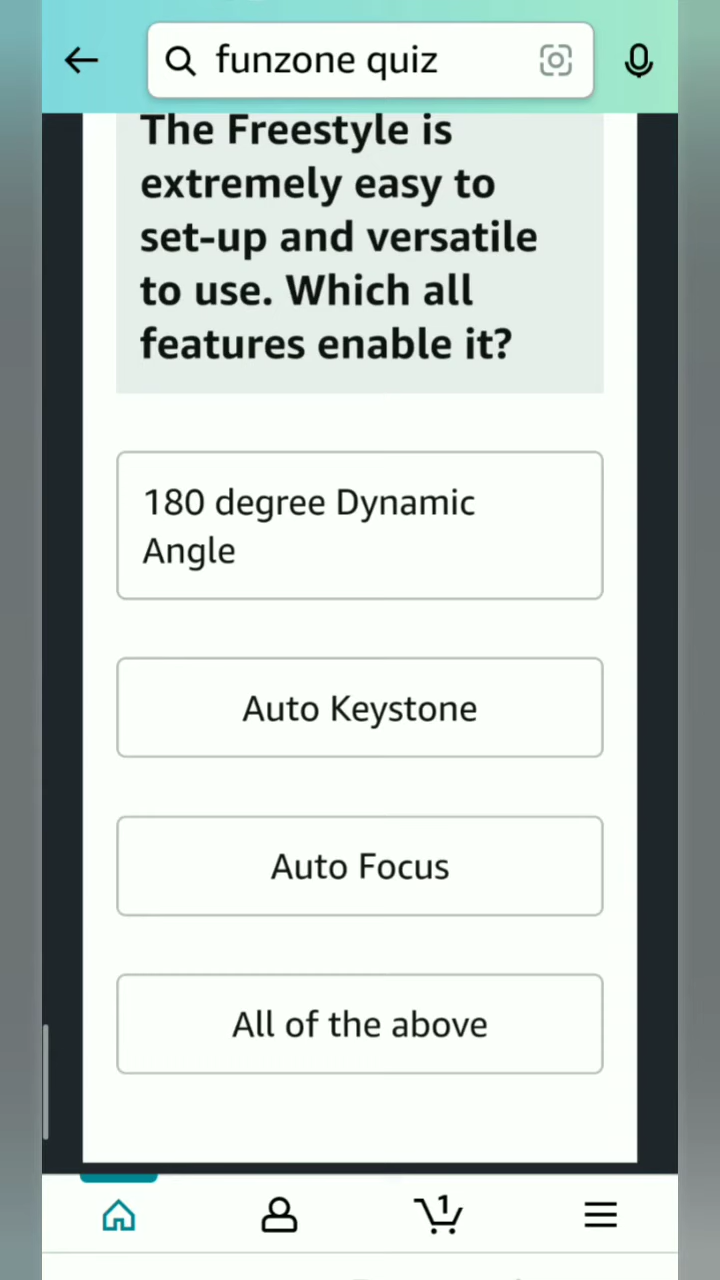 funzone quiz
The Freestyle is
extremely easy to
set-up and versatile
to use. Which all
features enable it?
180 degree Dynamic
Angle
Auto Keystone
Auto Focus
All of the above
1